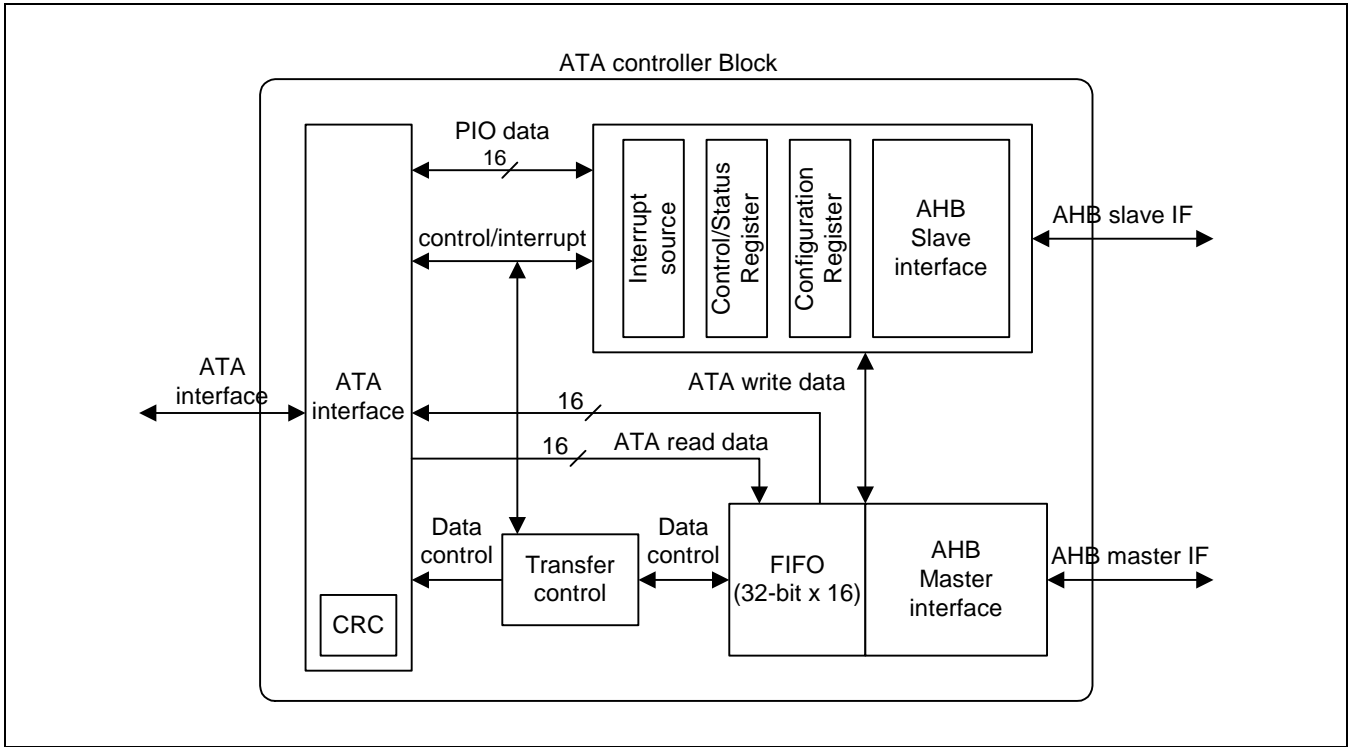 ATA controller Block
PIO data
16
control/interrupt
Interrupt
source
Control/Status
Register
Configuration
Register
AHB
Slave
interface
AHB slave IF
ATA
interface
ATA
interface
ATA write data
16
16
ATA read data
Data
control
Transfer
control
Data
control
FIFO
(32-bit x 16)
AHB
Master
interface
AHB master IF
CRC